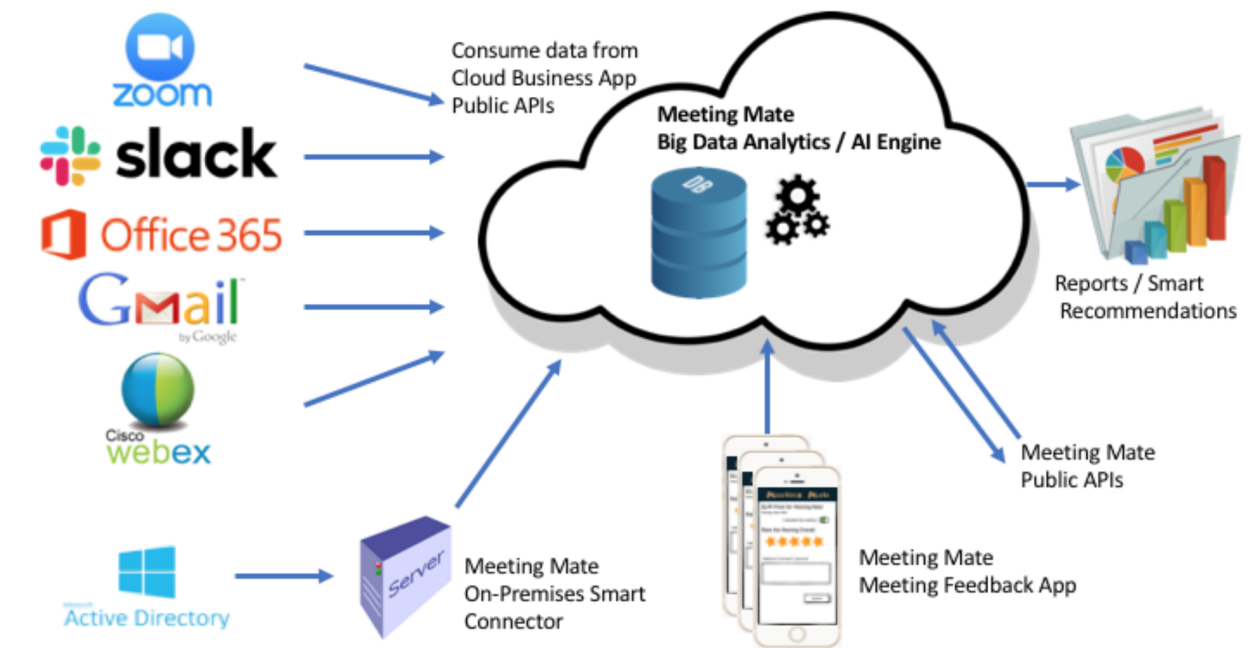 zoom
slack
Office 365
Gmail
by Google
Cisco
webex
Active Directory
Consume data from
Cloud Business App
Public APIs
Meeting Mate
Big Data Analytics / AI Engine
DB
Reports / Smart
Recommendations
Meeting Mate
Public APIs
Server
Meeting Mate
On-Premises Smart
Connector
Meeting Mate
Meeting Feedback App